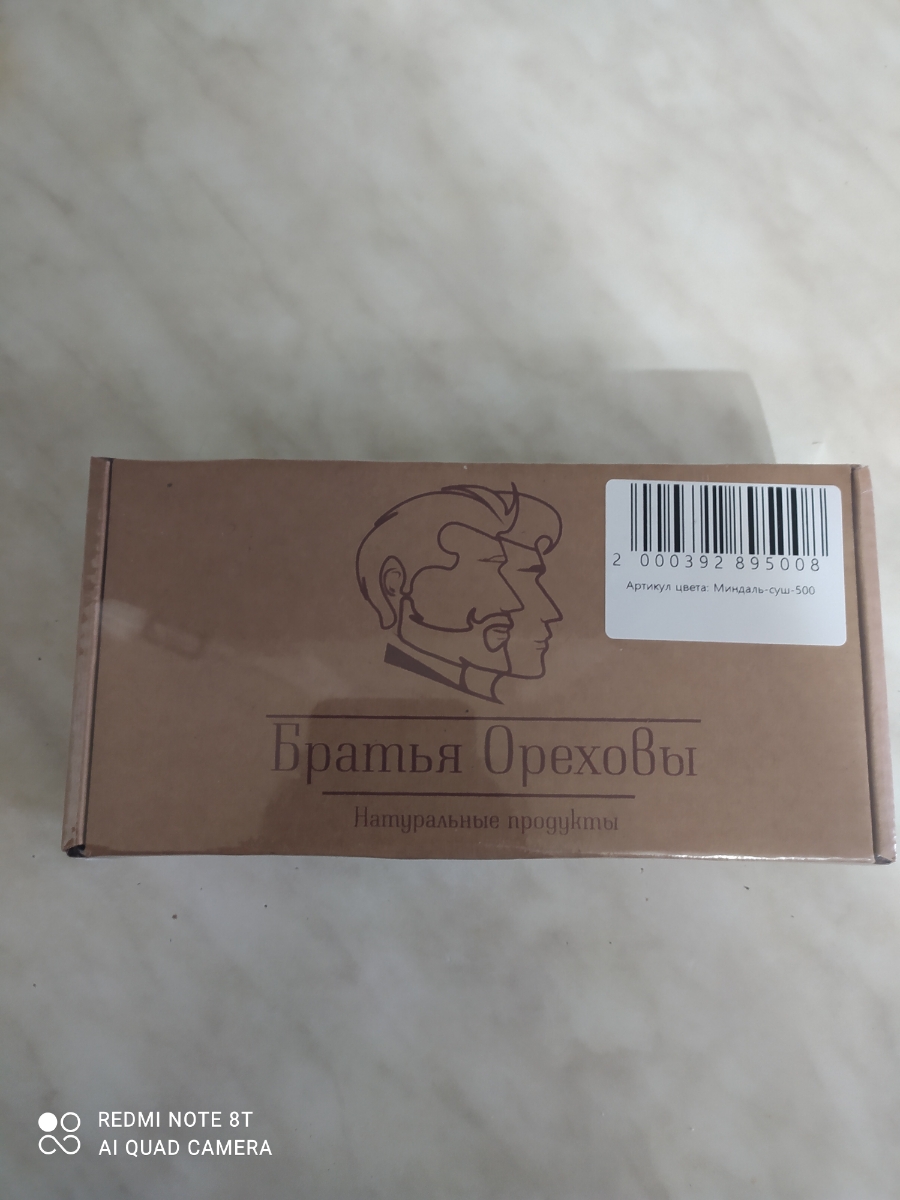 2 000392 895008
Артикул цвета: Миндаль-суш-500
Братья Ореховы
Натуральные продукты
REDMI NOTE 8T
AI QUAD CAMERA